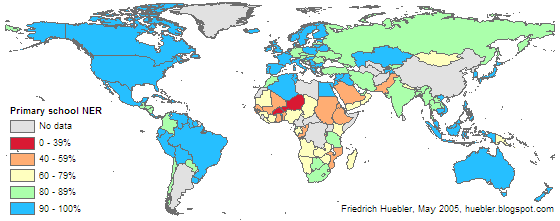 Primary school NER
No data
0 - 39%
40 - 59%
60 - 79%
80 - 89%
90 - 100%
Friedrich Huebler, May 2005, huebler.blogspot.com